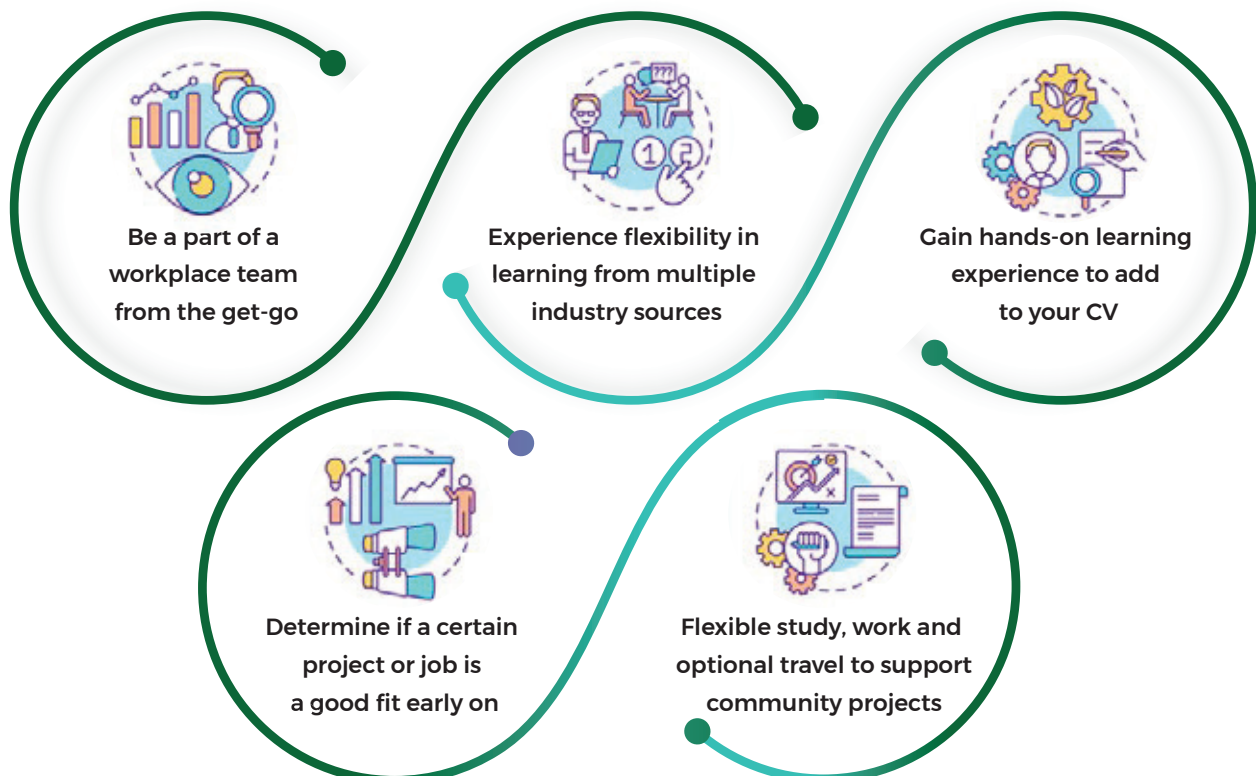 ???
1 2
Be a part of a
workplace team
from the get-go
Experience flexibility in
learning from multiple
industry sources
Gain hands-on learning
experience to add
to your CV
Determine if a certain
project or job is
a good fit early on
Flexible study, work and
optional travel to support
community projects